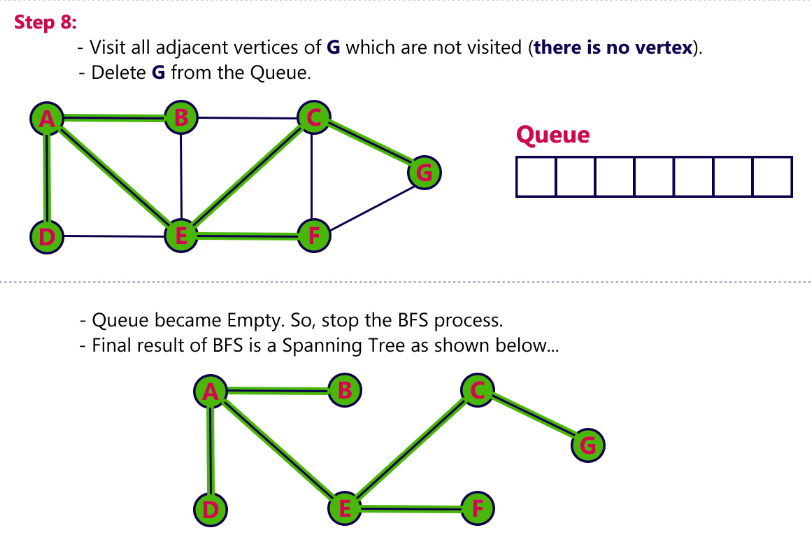 Step 8:
- Visit all adjacent vertices of G which are not visited (there is no vertex).
- Delete G from the Queue.
A B C
Queue
G
D E F
- Queue became Empty. So, stop the BFS process.
- Final result of BFS is a Spanning Tree as shown below...
A B C
G
D E F